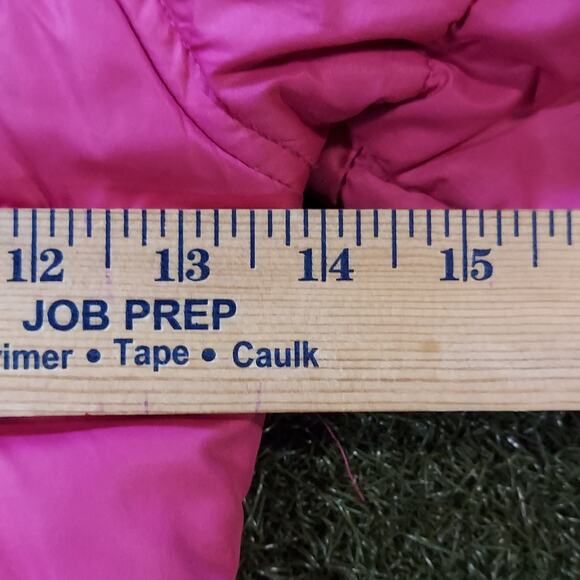 12 13 14 15
JOB PREP
rimer • Tape • Caulk